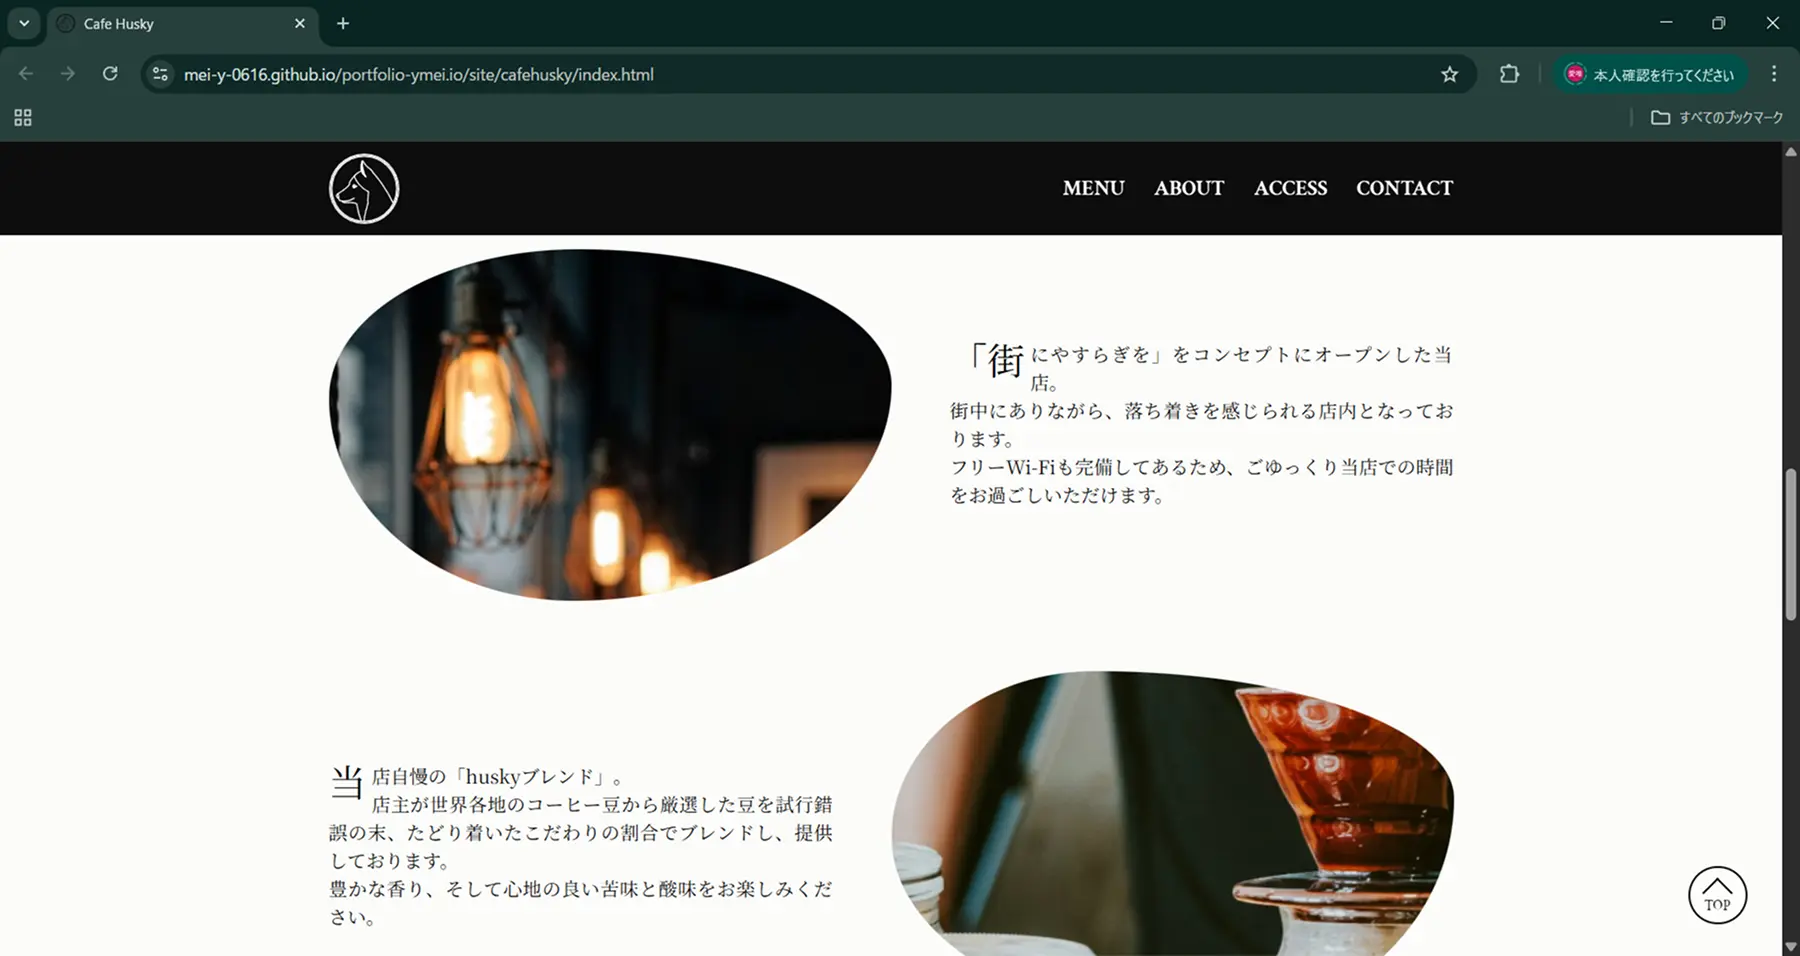 Cafe Husky
mei-y-0616.github.io/portfolio-ymei.io/site/cafehusky/index.html
本人確認を行ってください
すべてのブックマーク
MENU ABOUT ACCESS CONTACT
「街にやすらぎを」をコンセプトにオープンした当
店。
街中にありながら、落ち着きを感じられる店内となってお
ります。
フリーWi-Fiも完備してあるため、ごゆっくり当店での時間
をお過ごしいただけます。
当店自慢の「huskyブレンド」。
店主が世界各地のコーヒー豆から厳選した豆を試行錯
誤の末、たどり着いたこだわりの割合でブレンドし、提供
しております。
豊かな香り、そして心地の良い苦味と酸味をお楽しみくだ
さい。
TOP